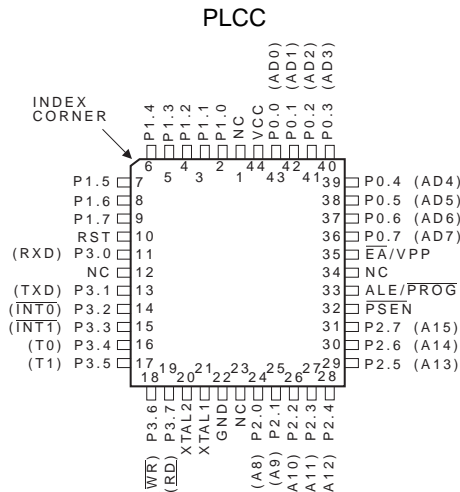 PLCC
INDEX
CORNER
P1.4
P1.3
P1.2
P1.1
P1.0
NC
VCC
P0.0 (AD0)
P0.1 (AD1)
P0.2 (AD2)
P0.3 (AD3)
6
5
4
3
2
1
44
43
42
41
40
P1.5 7
P1.6 8
P1.7 9
RST 10
(RXD) P3.0 11
NC 12
(TXD) P3.1 13
(INT0) P3.2 14
(INT1) P3.3 15
(T0) P3.4 16
(T1) P3.5 17
39 P0.4 (AD4)
38 P0.5 (AD5)
37 P0.6 (AD6)
36 P0.7 (AD7)
35 EA/VPP
34 NC
33 ALE/PROG
32 PSEN
31 P2.7 (A15)
30 P2.6 (A14)
29 P2.5 (A13)
18
19
20
21
22
23
24
25
26
27
28
WR) P3.6
(RD) P3.7
XTAL2
XTAL1
GND
NC
(A8) P2.0
(A9) P2.1
A10) P2.2
A11) P2.3
A12) P2.4